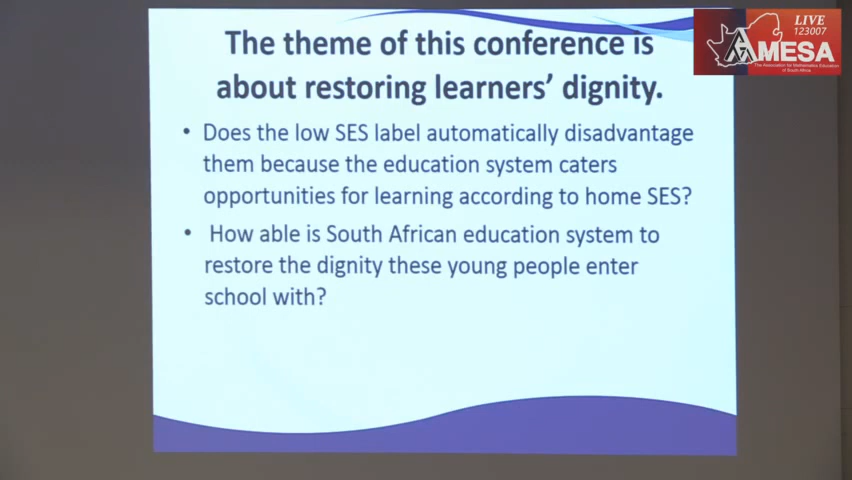 The theme of this conference is
about restoring learners' dignity.
• Does the low SES label automatically disadvantage
them because the education system caters
opportunities for learning according to home SES?
• How able is South African education system to
restore the dignity these young people enter
school with?
LIVE
123007
AMESA
The Association for Mathematics Education
of South Africa